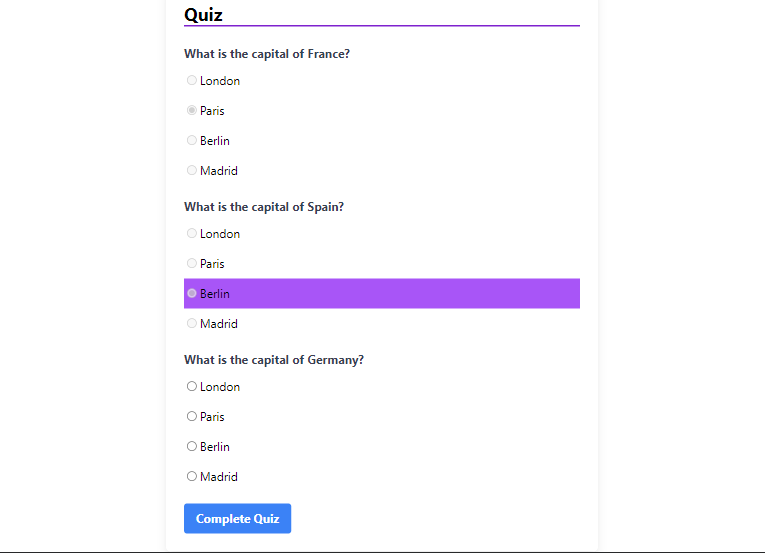 Quiz
What is the capital of France?
London
Paris
Berlin
Madrid
What is the capital of Spain?
London
Paris
Berlin
Madrid
What is the capital of Germany?
London
Paris
Berlin
Madrid
Complete Quiz